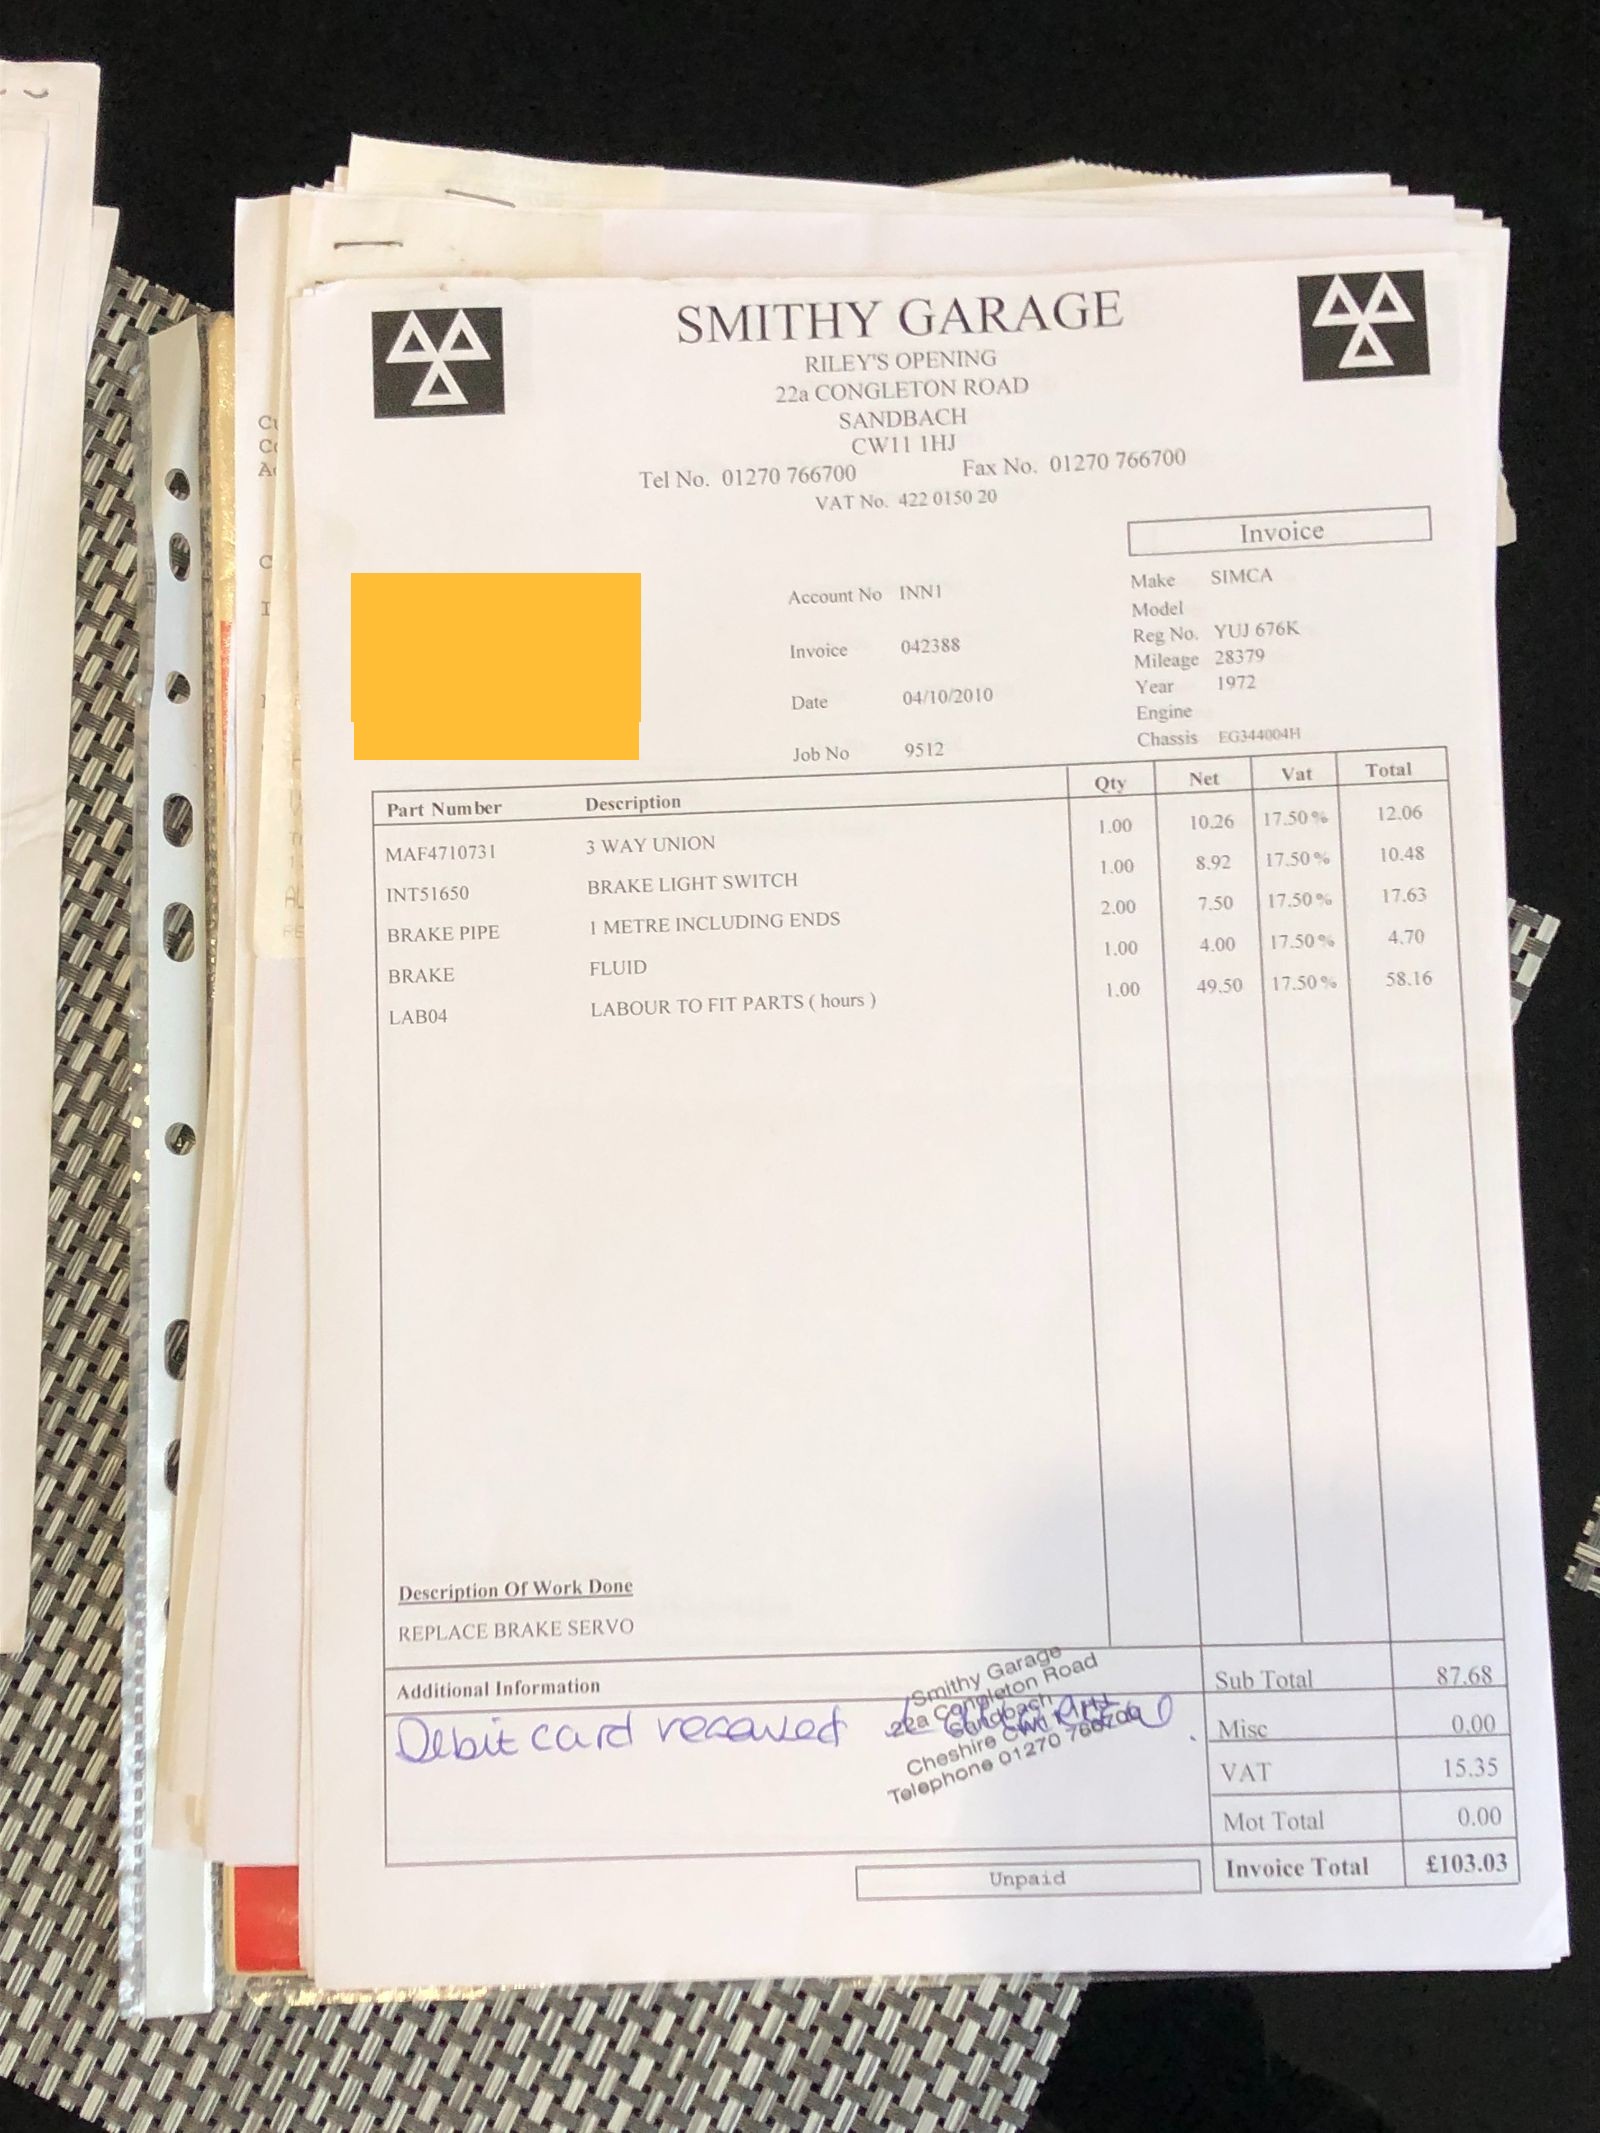 SMITHY GARAGE
RILEY'S OPENING
22a CONGLETON ROAD
SANDBACH
CW11 1HJ
Tel No. 01270 766700 Fax No. 01270 766700
VAT No. 422 0150 20
Invoice
Account No INN1
Invoice 042388
Date 04/10/2010
Job No 9512
Make SIMCA
Model
Reg No. YUJ 676K
Mileage 28379
Year 1972
Engine
Chassis EG344004H
Part Number Description Qty Net Vat Total
MAF4710731 3 WAY UNION 1.00 10.26 17.50% 12.06
INT51650 BRAKE LIGHT SWITCH 1.00 8.92 17.50% 10.48
BRAKE PIPE 1 METRE INCLUDING ENDS 2.00 7.50 17.50% 17.63
BRAKE FLUID 1.00 4.00 17.50% 4.70
LAB04 LABOUR TO FIT PARTS ( hours ) 1.00 49.50 17.50% 58.16
Description Of Work Done
REPLACE BRAKE SERVO
Additional Information
Debit card received
Smithy Garage
22a Congleton Road
Sandbach
Cheshire CW11 1HJ
Telephone 01270 766700
Sub Total 87.68
Misc 0.00
VAT 15.35
Mot Total 0.00
Invoice Total £103.03
Unpaid